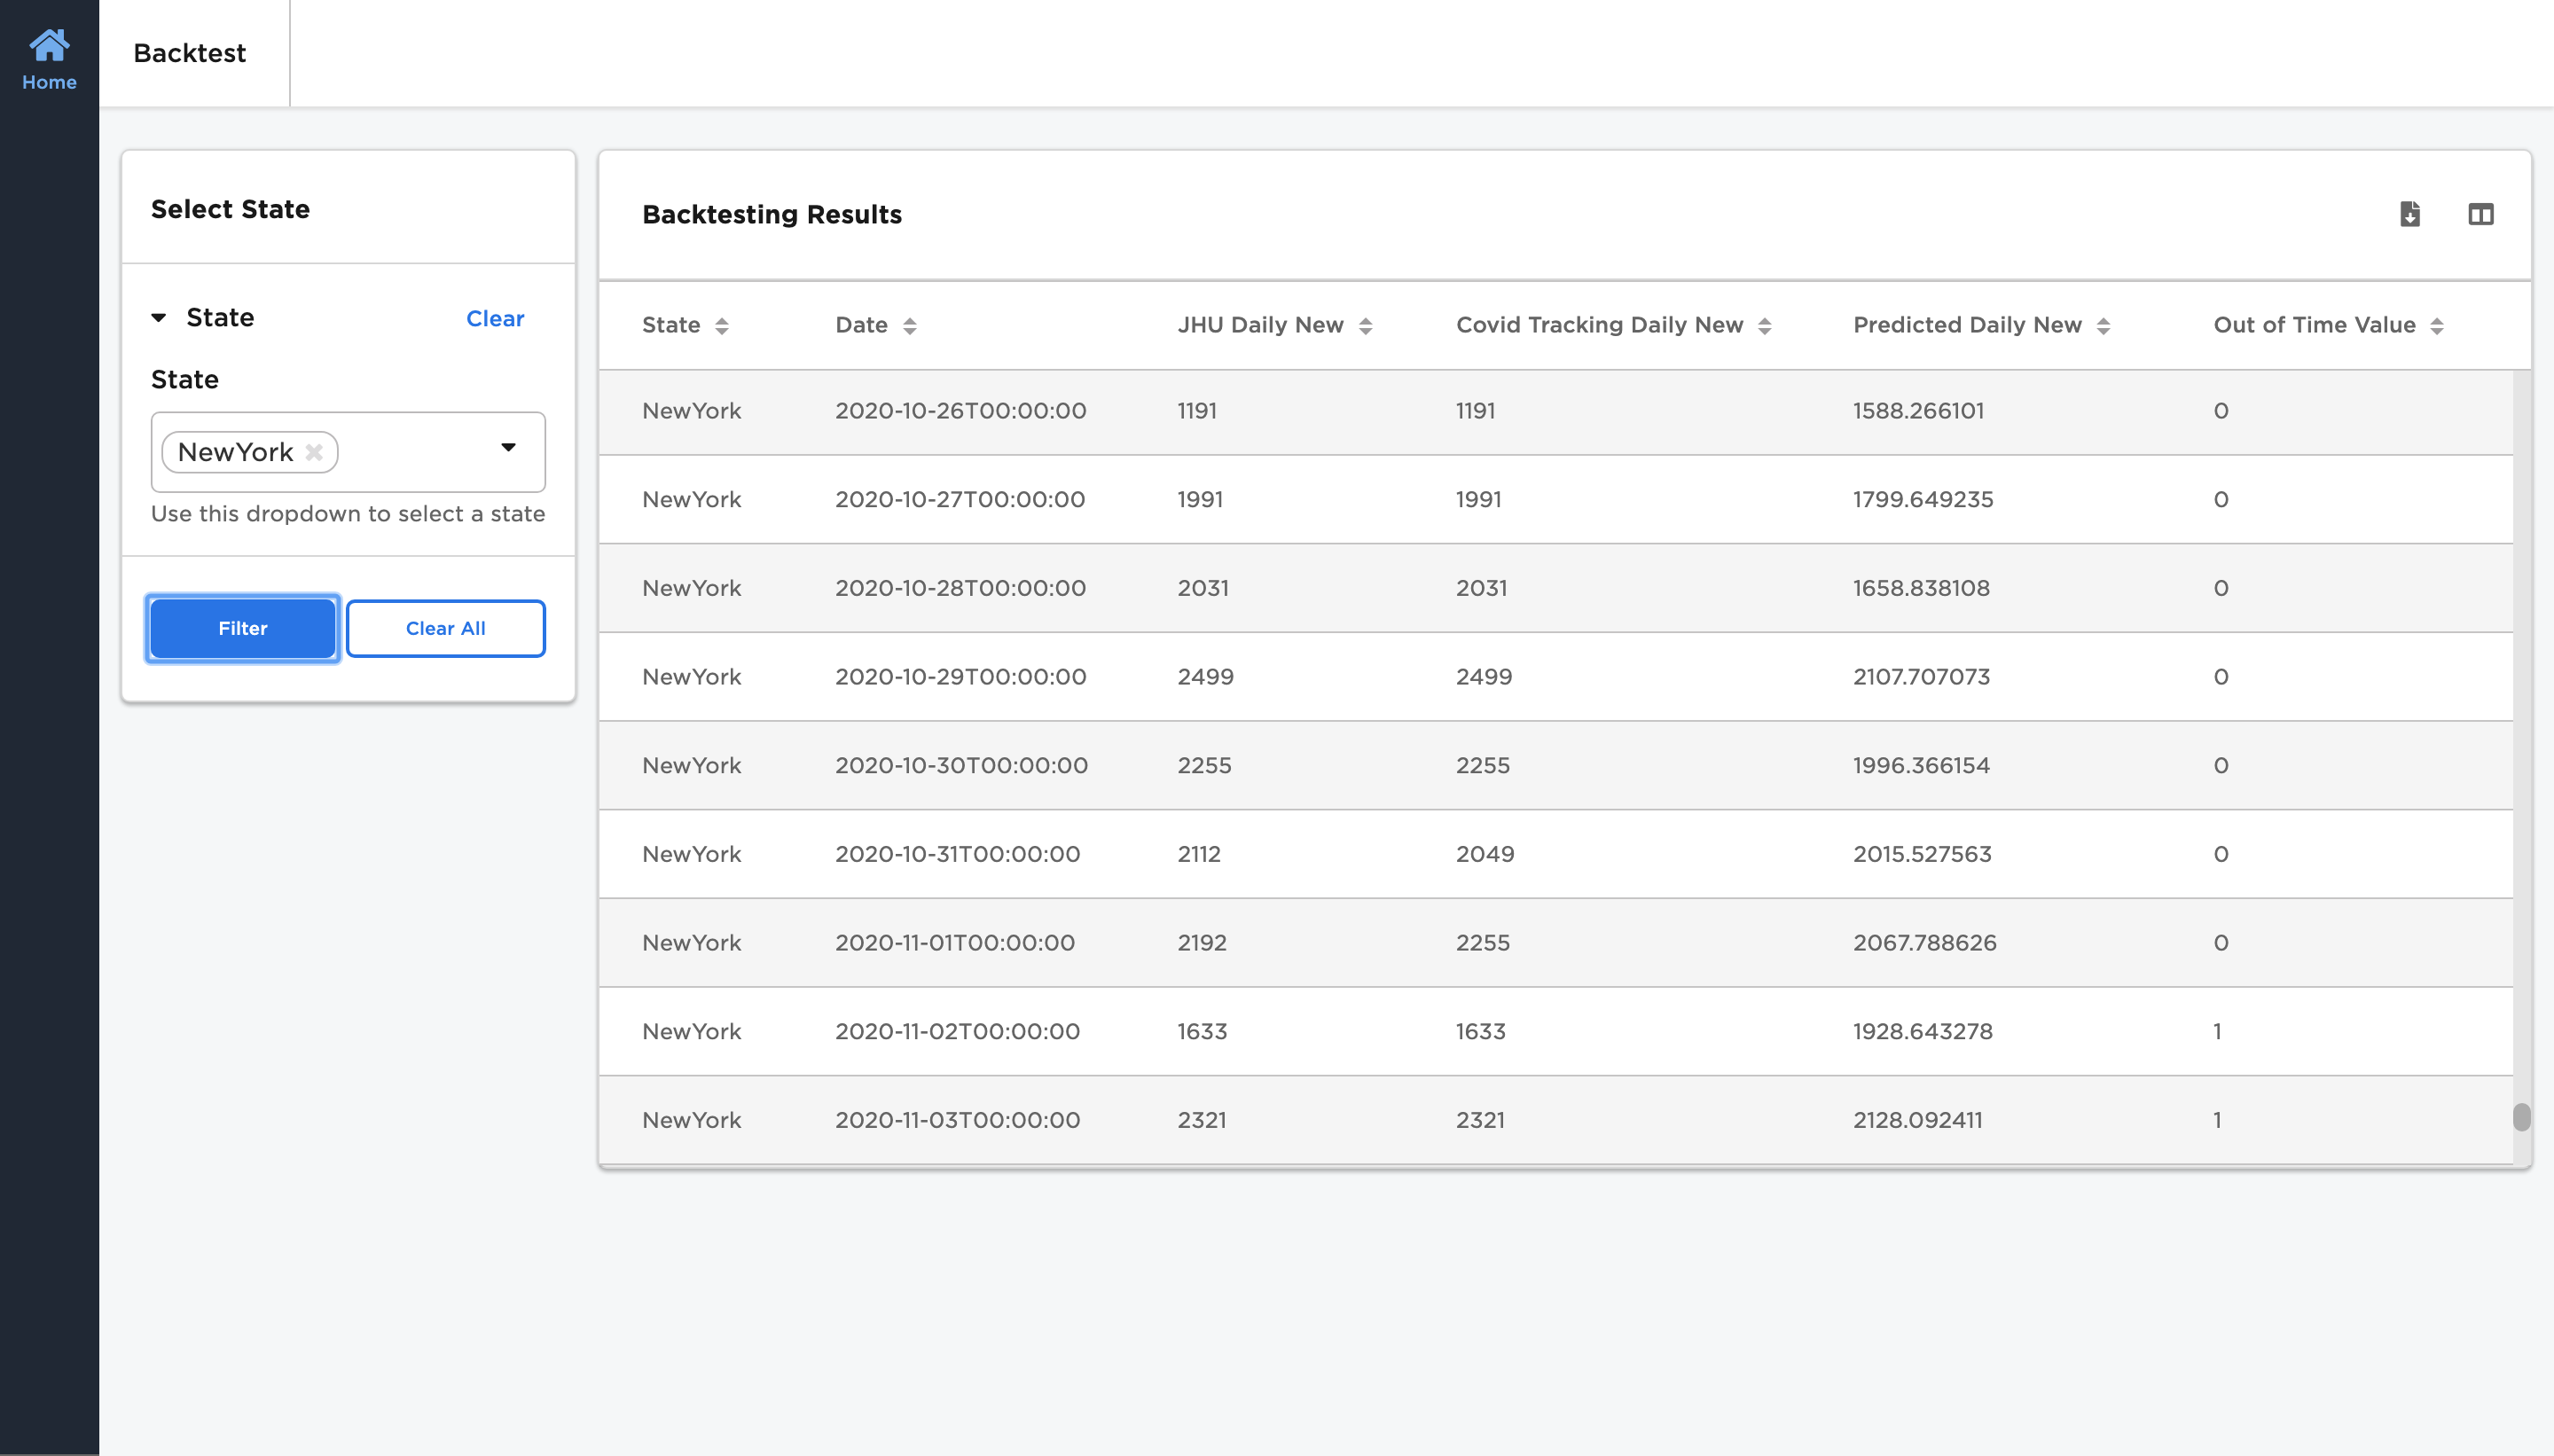 Home
Backtest
Select State
State Clear
State
NewYork
Use this dropdown to select a state
Filter Clear All
Backtesting Results
State Date JHU Daily New Covid Tracking Daily New Predicted Daily New Out of Time Value
NewYork 2020-10-26T00:00:00 1191 1191 1588.266101 0
NewYork 2020-10-27T00:00:00 1991 1991 1799.649235 0
NewYork 2020-10-28T00:00:00 2031 2031 1658.838108 0
NewYork 2020-10-29T00:00:00 2499 2499 2107.707073 0
NewYork 2020-10-30T00:00:00 2255 2255 1996.366154 0
NewYork 2020-10-31T00:00:00 2112 2049 2015.527563 0
NewYork 2020-11-01T00:00:00 2192 2255 2067.788626 0
NewYork 2020-11-02T00:00:00 1633 1633 1928.643278 1
NewYork 2020-11-03T00:00:00 2321 2321 2128.092411 1